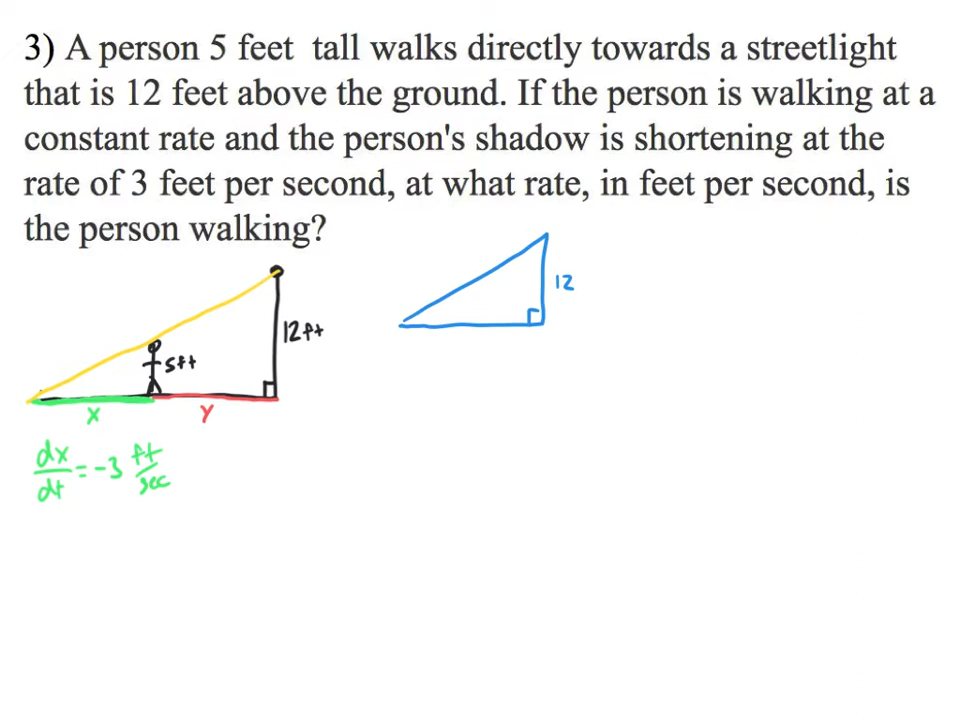 3) A person 5 feet tall walks directly towards a streetlight
that is 12 feet above the ground. If the person is walking at a
constant rate and the person's shadow is shortening at the
rate of 3 feet per second, at what rate, in feet per second, is
the person walking?
12
12ft
5ft
x
y
dx/dt = -3 ft/sec